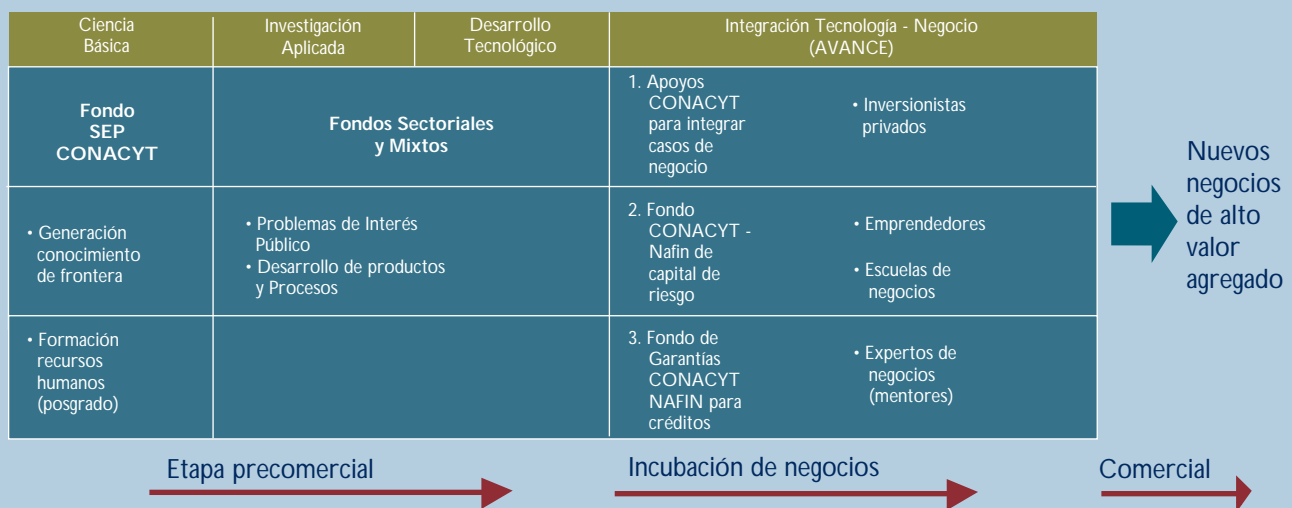 Ciencia
Básica
Investigación
Aplicada
Desarrollo
Tecnológico
Integración Tecnología - Negocio
(AVANCE)
Fondo
SEP
CONACYT
Fondos Sectoriales
y Mixtos
1. Apoyos
CONACYT
para integrar
casos de
negocio
• Inversionistas
privados
• Generación
conocimiento
de frontera
• Problemas de Interés
Público
• Desarrollo de productos
y Procesos
2. Fondo
CONACYT -
Nafin de
capital de
riesgo
• Emprendedores
• Escuelas de
negocios
• Formación
recursos
humanos
(posgrado)
3. Fondo de
Garantías
CONACYT
NAFIN para
créditos
• Expertos de
negocios
(mentores)
Nuevos
negocios
de alto
valor
agregado
Etapa precomercial
Incubación de negocios
Comercial